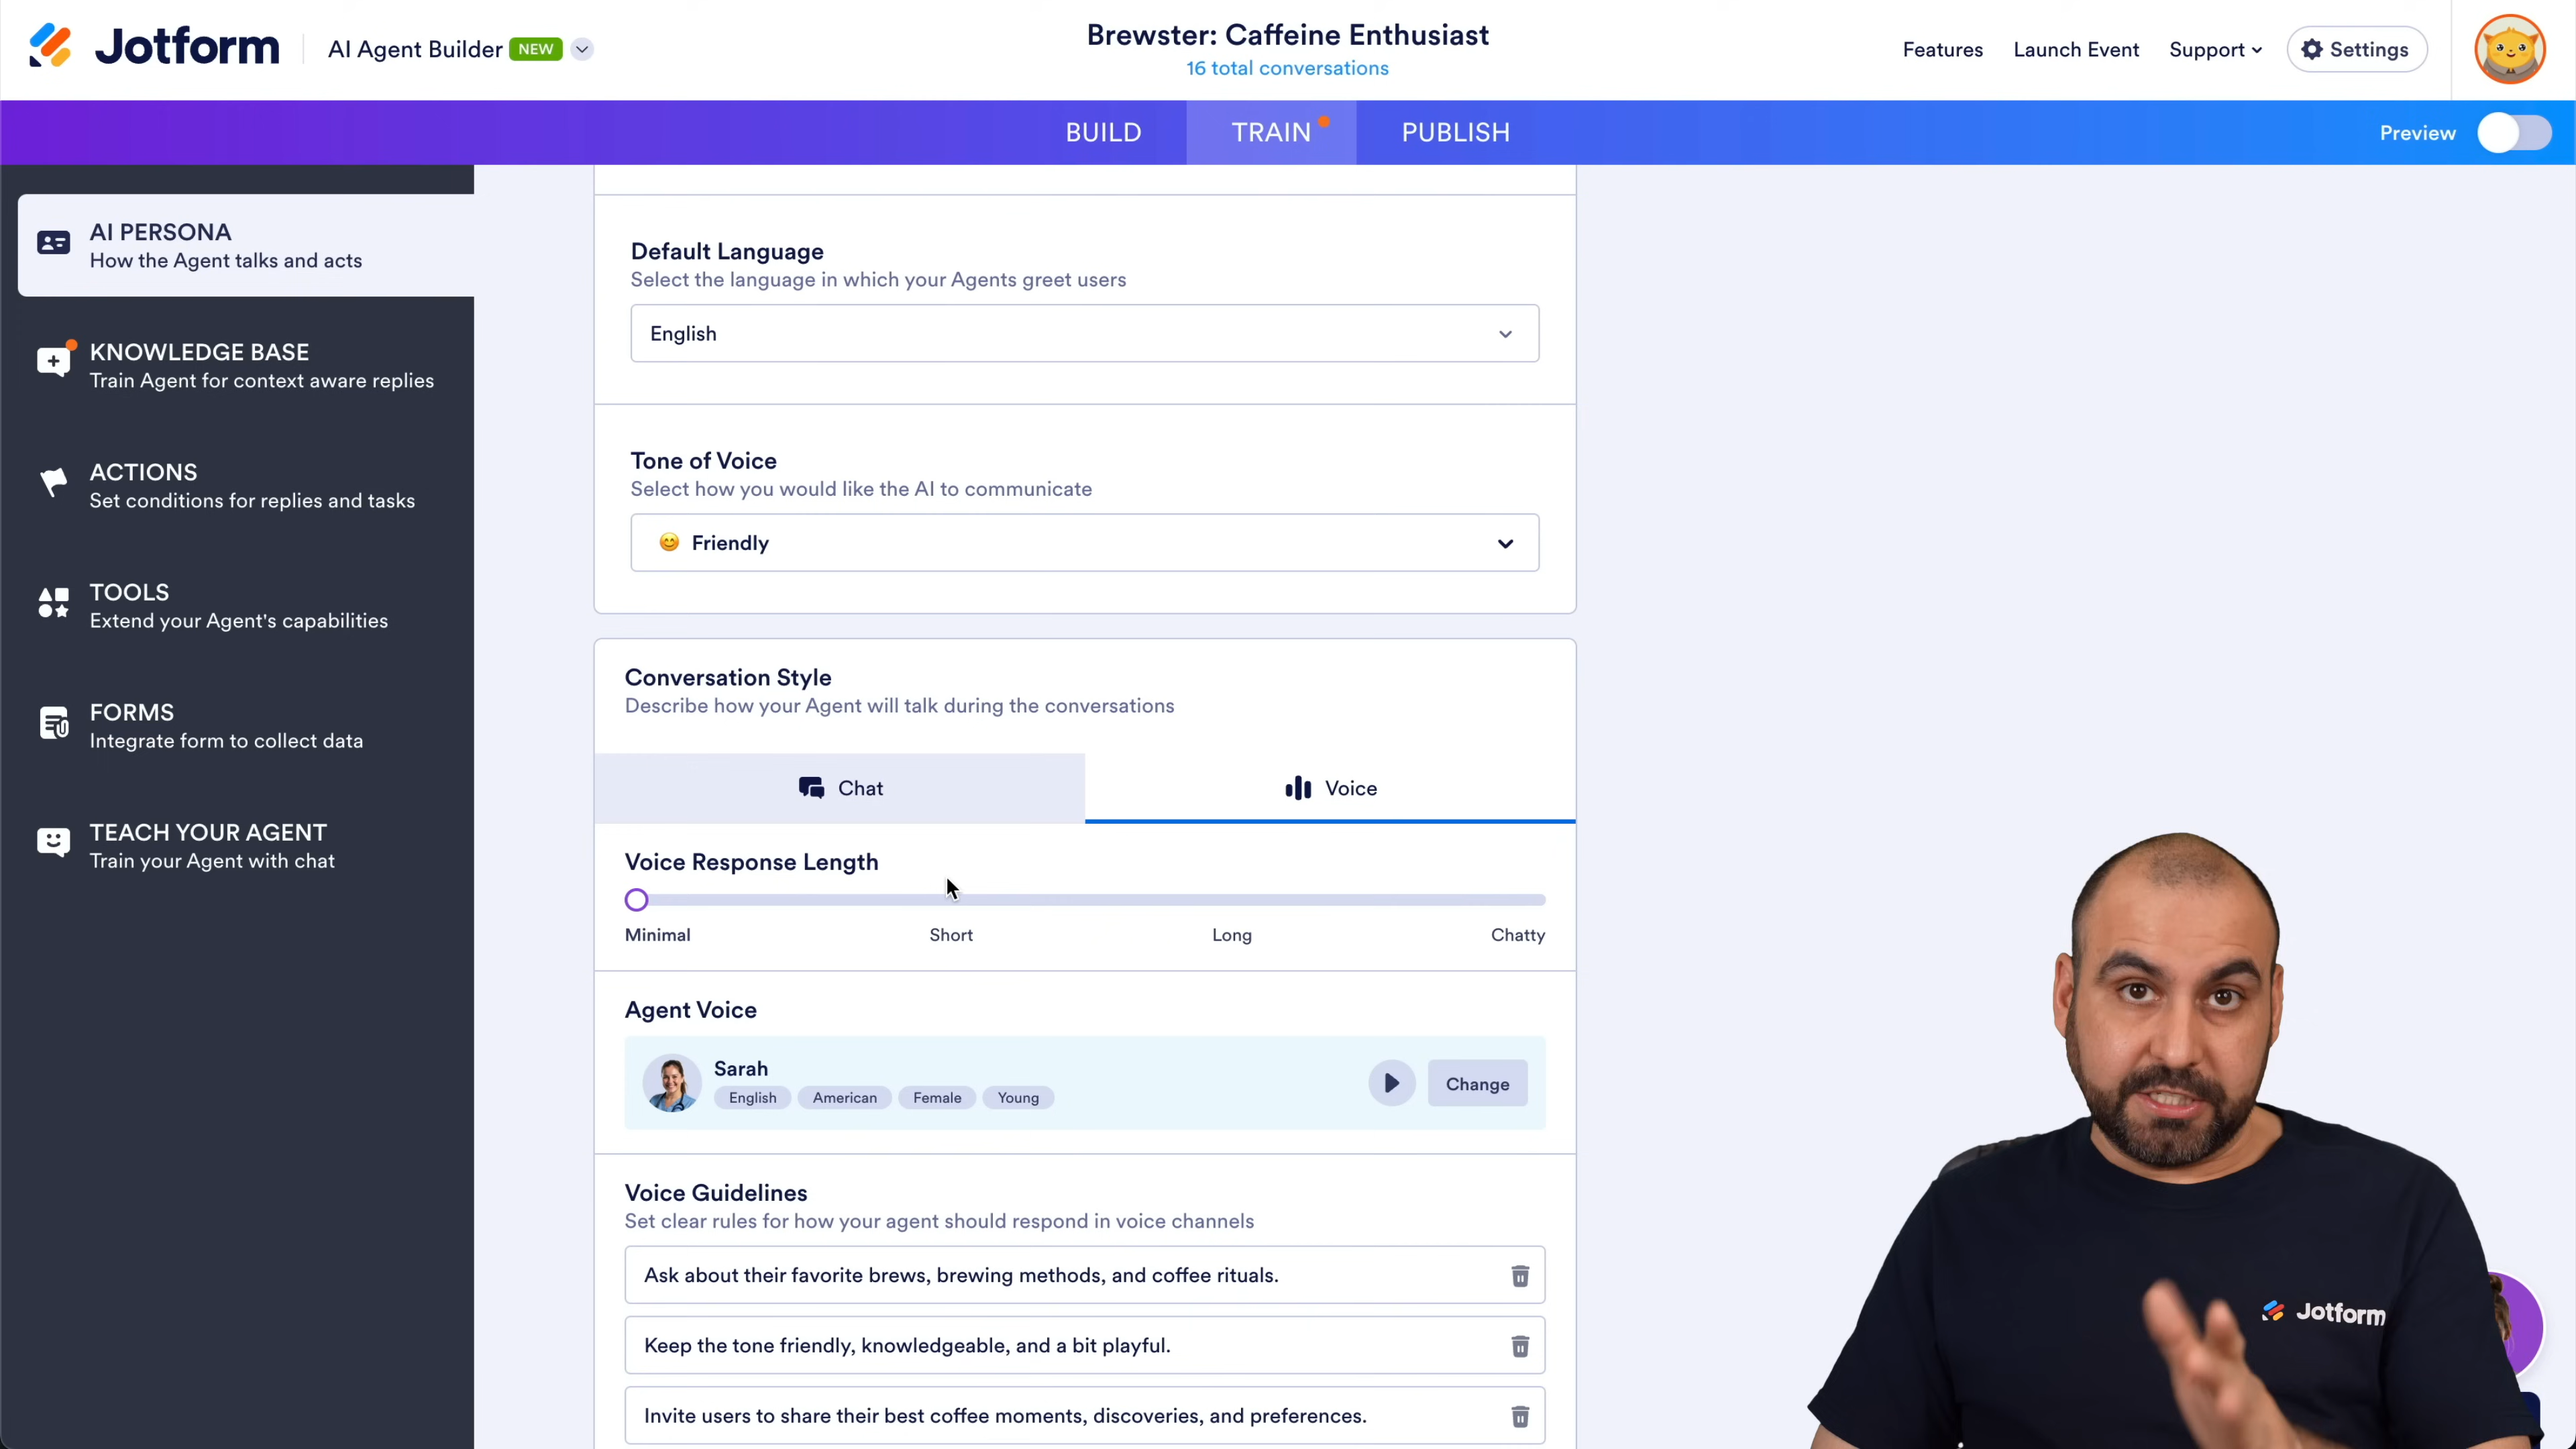 Jotform
AI Agent Builder NEW
Brewster: Caffeine Enthusiast
16 total conversations
Features
Launch Event
Support
Settings
BUILD
TRAIN
PUBLISH
Preview
AI PERSONA
How the Agent talks and acts
KNOWLEDGE BASE
Train Agent for context aware replies
ACTIONS
Set conditions for replies and tasks
TOOLS
Extend your Agent's capabilities
FORMS
Integrate form to collect data
TEACH YOUR AGENT
Train your Agent with chat
Default Language
Select the language in which your Agents greet users
English
Tone of Voice
Select how you would like the AI to communicate
😊 Friendly
Conversation Style
Describe how your Agent will talk during the conversations
Chat
Voice
Voice Response Length
Minimal
Short
Long
Chatty
Agent Voice
Sarah
English
American
Female
Young
Change
Voice Guidelines
Set clear rules for how your agent should respond in voice channels
Ask about their favorite brews, brewing methods, and coffee rituals.
Keep the tone friendly, knowledgeable, and a bit playful.
Invite users to share their best coffee moments, discoveries, and preferences.
Jotform